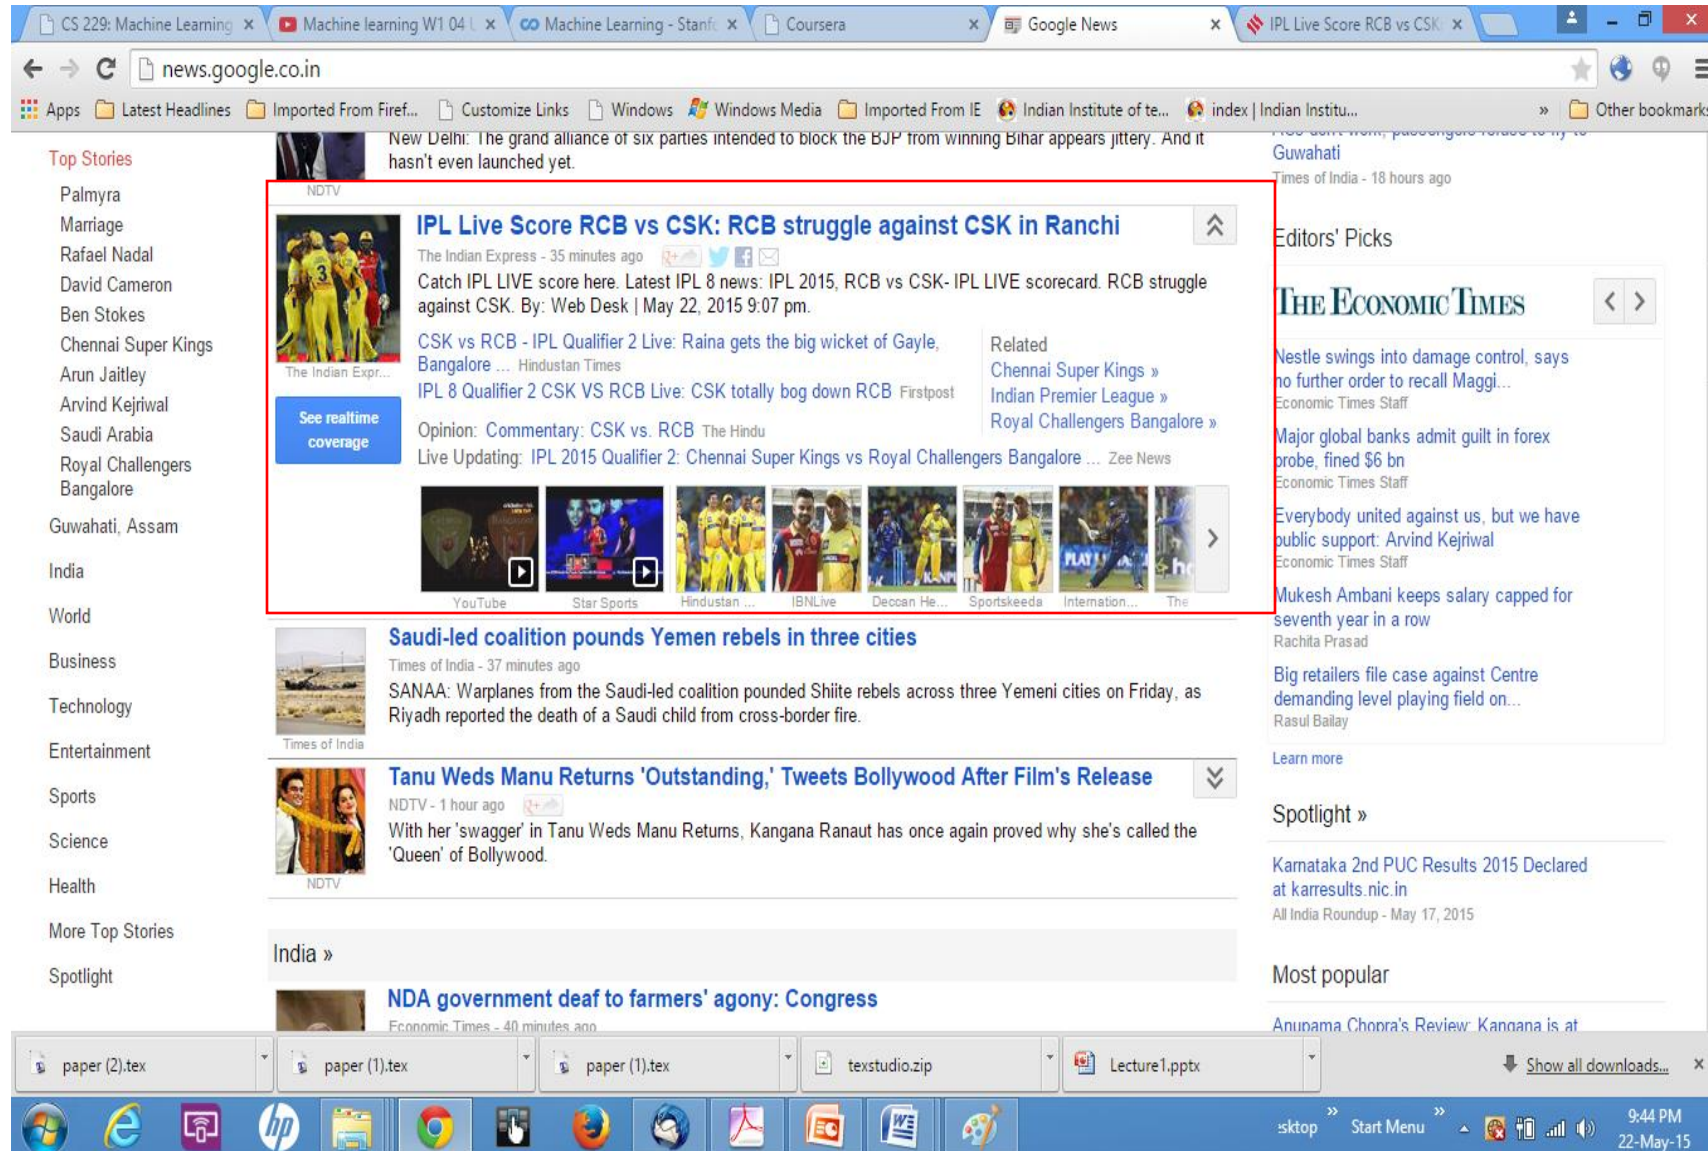 CS 229: Machine Learning
Machine learning W1 04
Machine Learning - Stanfo
Coursera
Google News
IPL Live Score RCB vs CSK
news.google.co.in
Apps
Latest Headlines
Imported From Firef...
Customize Links
Windows
Windows Media
Imported From IE
Indian Institute of te...
index | Indian Institu...
»
Other bookmarks
Top Stories
Palmyra
Marriage
Rafael Nadal
David Cameron
Ben Stokes
Chennai Super Kings
Arun Jaitley
Arvind Kejriwal
Saudi Arabia
Royal Challengers
Bangalore
Guwahati, Assam
India
World
Business
Technology
Entertainment
Sports
Science
Health
More Top Stories
Spotlight
New Delhi: The grand alliance of six parties intended to block the BJP from winning Bihar appears jittery. And it
hasn't even launched yet.
NDTV
IPL Live Score RCB vs CSK: RCB struggle against CSK in Ranchi
The Indian Express - 35 minutes ago
Catch IPL LIVE score here. Latest IPL 8 news: IPL 2015, RCB vs CSK- IPL LIVE scorecard. RCB struggle
against CSK. By: Web Desk | May 22, 2015 9:07 pm.
The Indian Expr...
See realtime
coverage
CSK vs RCB - IPL Qualifier 2 Live: Raina gets the big wicket of Gayle,
Bangalore ... Hindustan Times
IPL 8 Qualifier 2 CSK VS RCB Live: CSK totally bog down RCB Firstpost
Opinion: Commentary: CSK vs. RCB The Hindu
Live Updating: IPL 2015 Qualifier 2: Chennai Super Kings vs Royal Challengers Bangalore ... Zee News
Related
Chennai Super Kings »
Indian Premier League »
Royal Challengers Bangalore »
YouTube
Star Sports
Hindustan ...
IBNLive
Deccan He...
Sportskeeda
Internation...
The
Saudi-led coalition pounds Yemen rebels in three cities
Times of India - 37 minutes ago
SANAA: Warplanes from the Saudi-led coalition pounded Shiite rebels across three Yemeni cities on Friday, as
Riyadh reported the death of a Saudi child from cross-border fire.
Times of India
Tanu Weds Manu Returns 'Outstanding,' Tweets Bollywood After Film's Release
NDTV - 1 hour ago
With her 'swagger' in Tanu Weds Manu Returns, Kangana Ranaut has once again proved why she's called the
'Queen' of Bollywood.
NDTV
India »
NDA government deaf to farmers' agony: Congress
Economic Times - 40 minutes ago
Guwahati
Times of India - 18 hours ago
Editors' Picks
THE ECONOMIC TIMES
Nestle swings into damage control, says
no further order to recall Maggi...
Economic Times Staff
Major global banks admit guilt in forex
probe, fined $6 bn
Economic Times Staff
Everybody united against us, but we have
public support: Arvind Kejriwal
Economic Times Staff
Mukesh Ambani keeps salary capped for
seventh year in a row
Rachita Prasad
Big retailers file case against Centre
demanding level playing field on...
Rasul Bailay
Learn more
Spotlight »
Karnataka 2nd PUC Results 2015 Declared
at karresults.nic.in
All India Roundup - May 17, 2015
Most popular
Anupama Chopra's Review: Kangana is at
paper (2).tex
paper (1).tex
paper (1).tex
texstudio.zip
Lecture1.pptx
Show all downloads...
sktop
»
Start Menu
»
9:44 PM
22-May-15